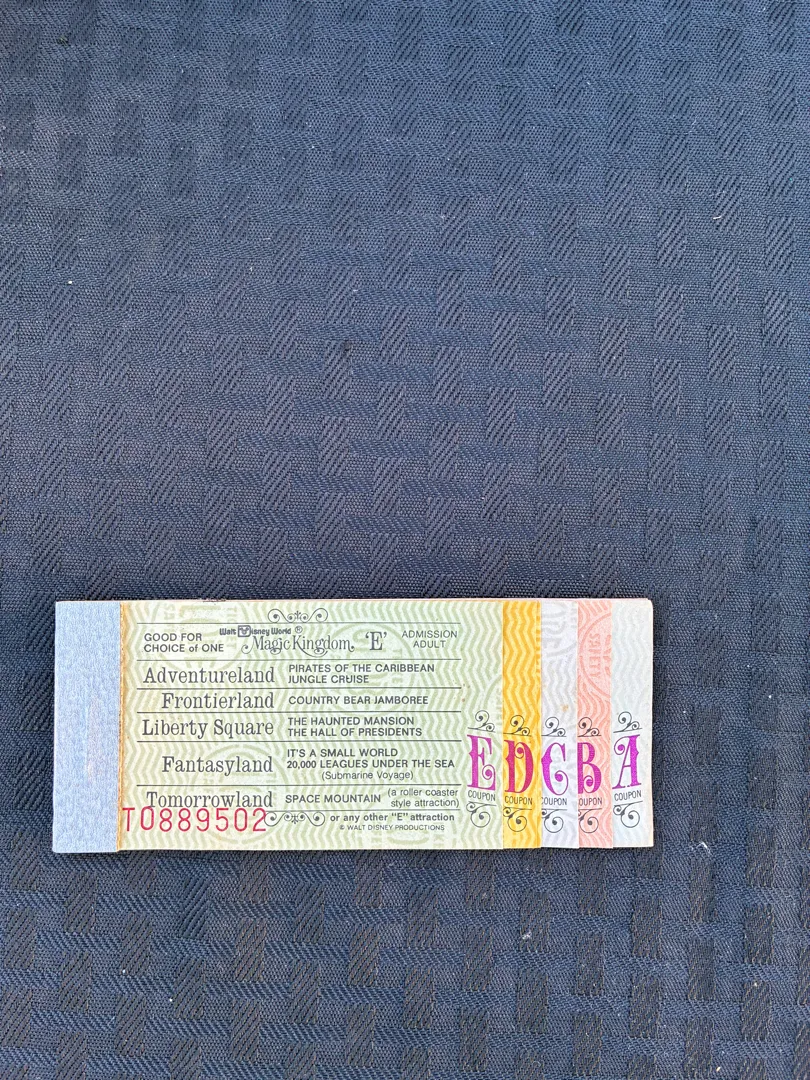 GOOD FOR
CHOICE of ONE
Walt Disney World ®
Magic Kingdom
'E'
ADMISSION
ADULT
Adventureland PIRATES OF THE CARIBBEAN
JUNGLE CRUISE
Frontierland COUNTRY BEAR JAMBOREE
Liberty Square THE HAUNTED MANSION
THE HALL OF PRESIDENTS
Fantasyland IT'S A SMALL WORLD
20,000 LEAGUES UNDER THE SEA
(Submarine Voyage)
Tomorrowland SPACE MOUNTAIN (a roller coaster
style attraction)
or any other "E" attraction
© WALT DISNEY PRODUCTIONS
T0889502
E
COUPON
D
COUPON
C
COUPON
B
COUPON
A
COUPON
SAFETY